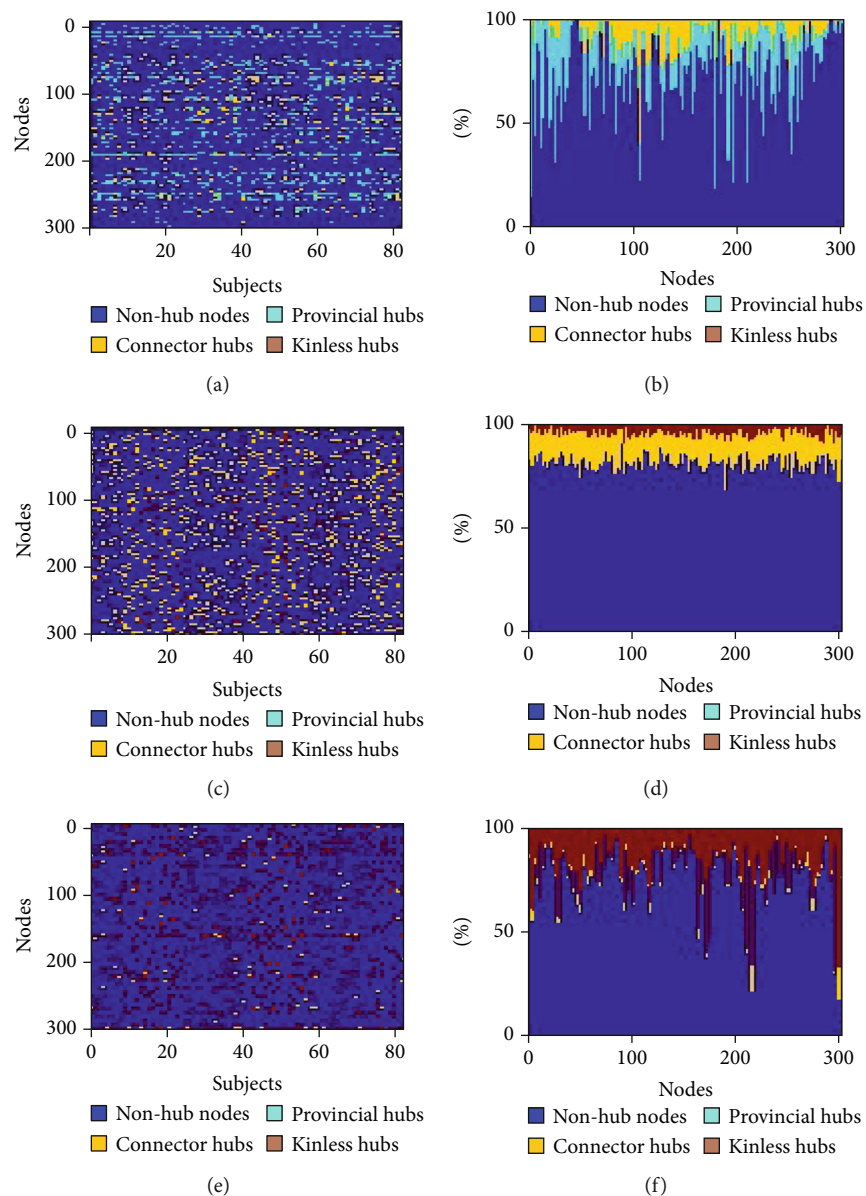 0
100
200
300
Nodes
20
40
60
80
Subjects
Non-hub nodes
Provincial hubs
Connector hubs
Kinless hubs
(a)
100
50
0
(%)
0
100
200
300
Nodes
Non-hub nodes
Provincial hubs
Connector hubs
Kinless hubs
(b)
0
100
200
300
Nodes
0
20
40
60
80
Subjects
Non-hub nodes
Provincial hubs
Connector hubs
Kinless hubs
(c)
100
50
0
(%)
0
100
200
300
Nodes
Non-hub nodes
Provincial hubs
Connector hubs
Kinless hubs
(d)
0
100
200
300
Nodes
0
20
40
60
80
Subjects
Non-hub nodes
Provincial hubs
Connector hubs
Kinless hubs
(e)
100
50
0
(%)
0
100
200
300
Nodes
Non-hub nodes
Provincial hubs
Connector hubs
Kinless hubs
(f)